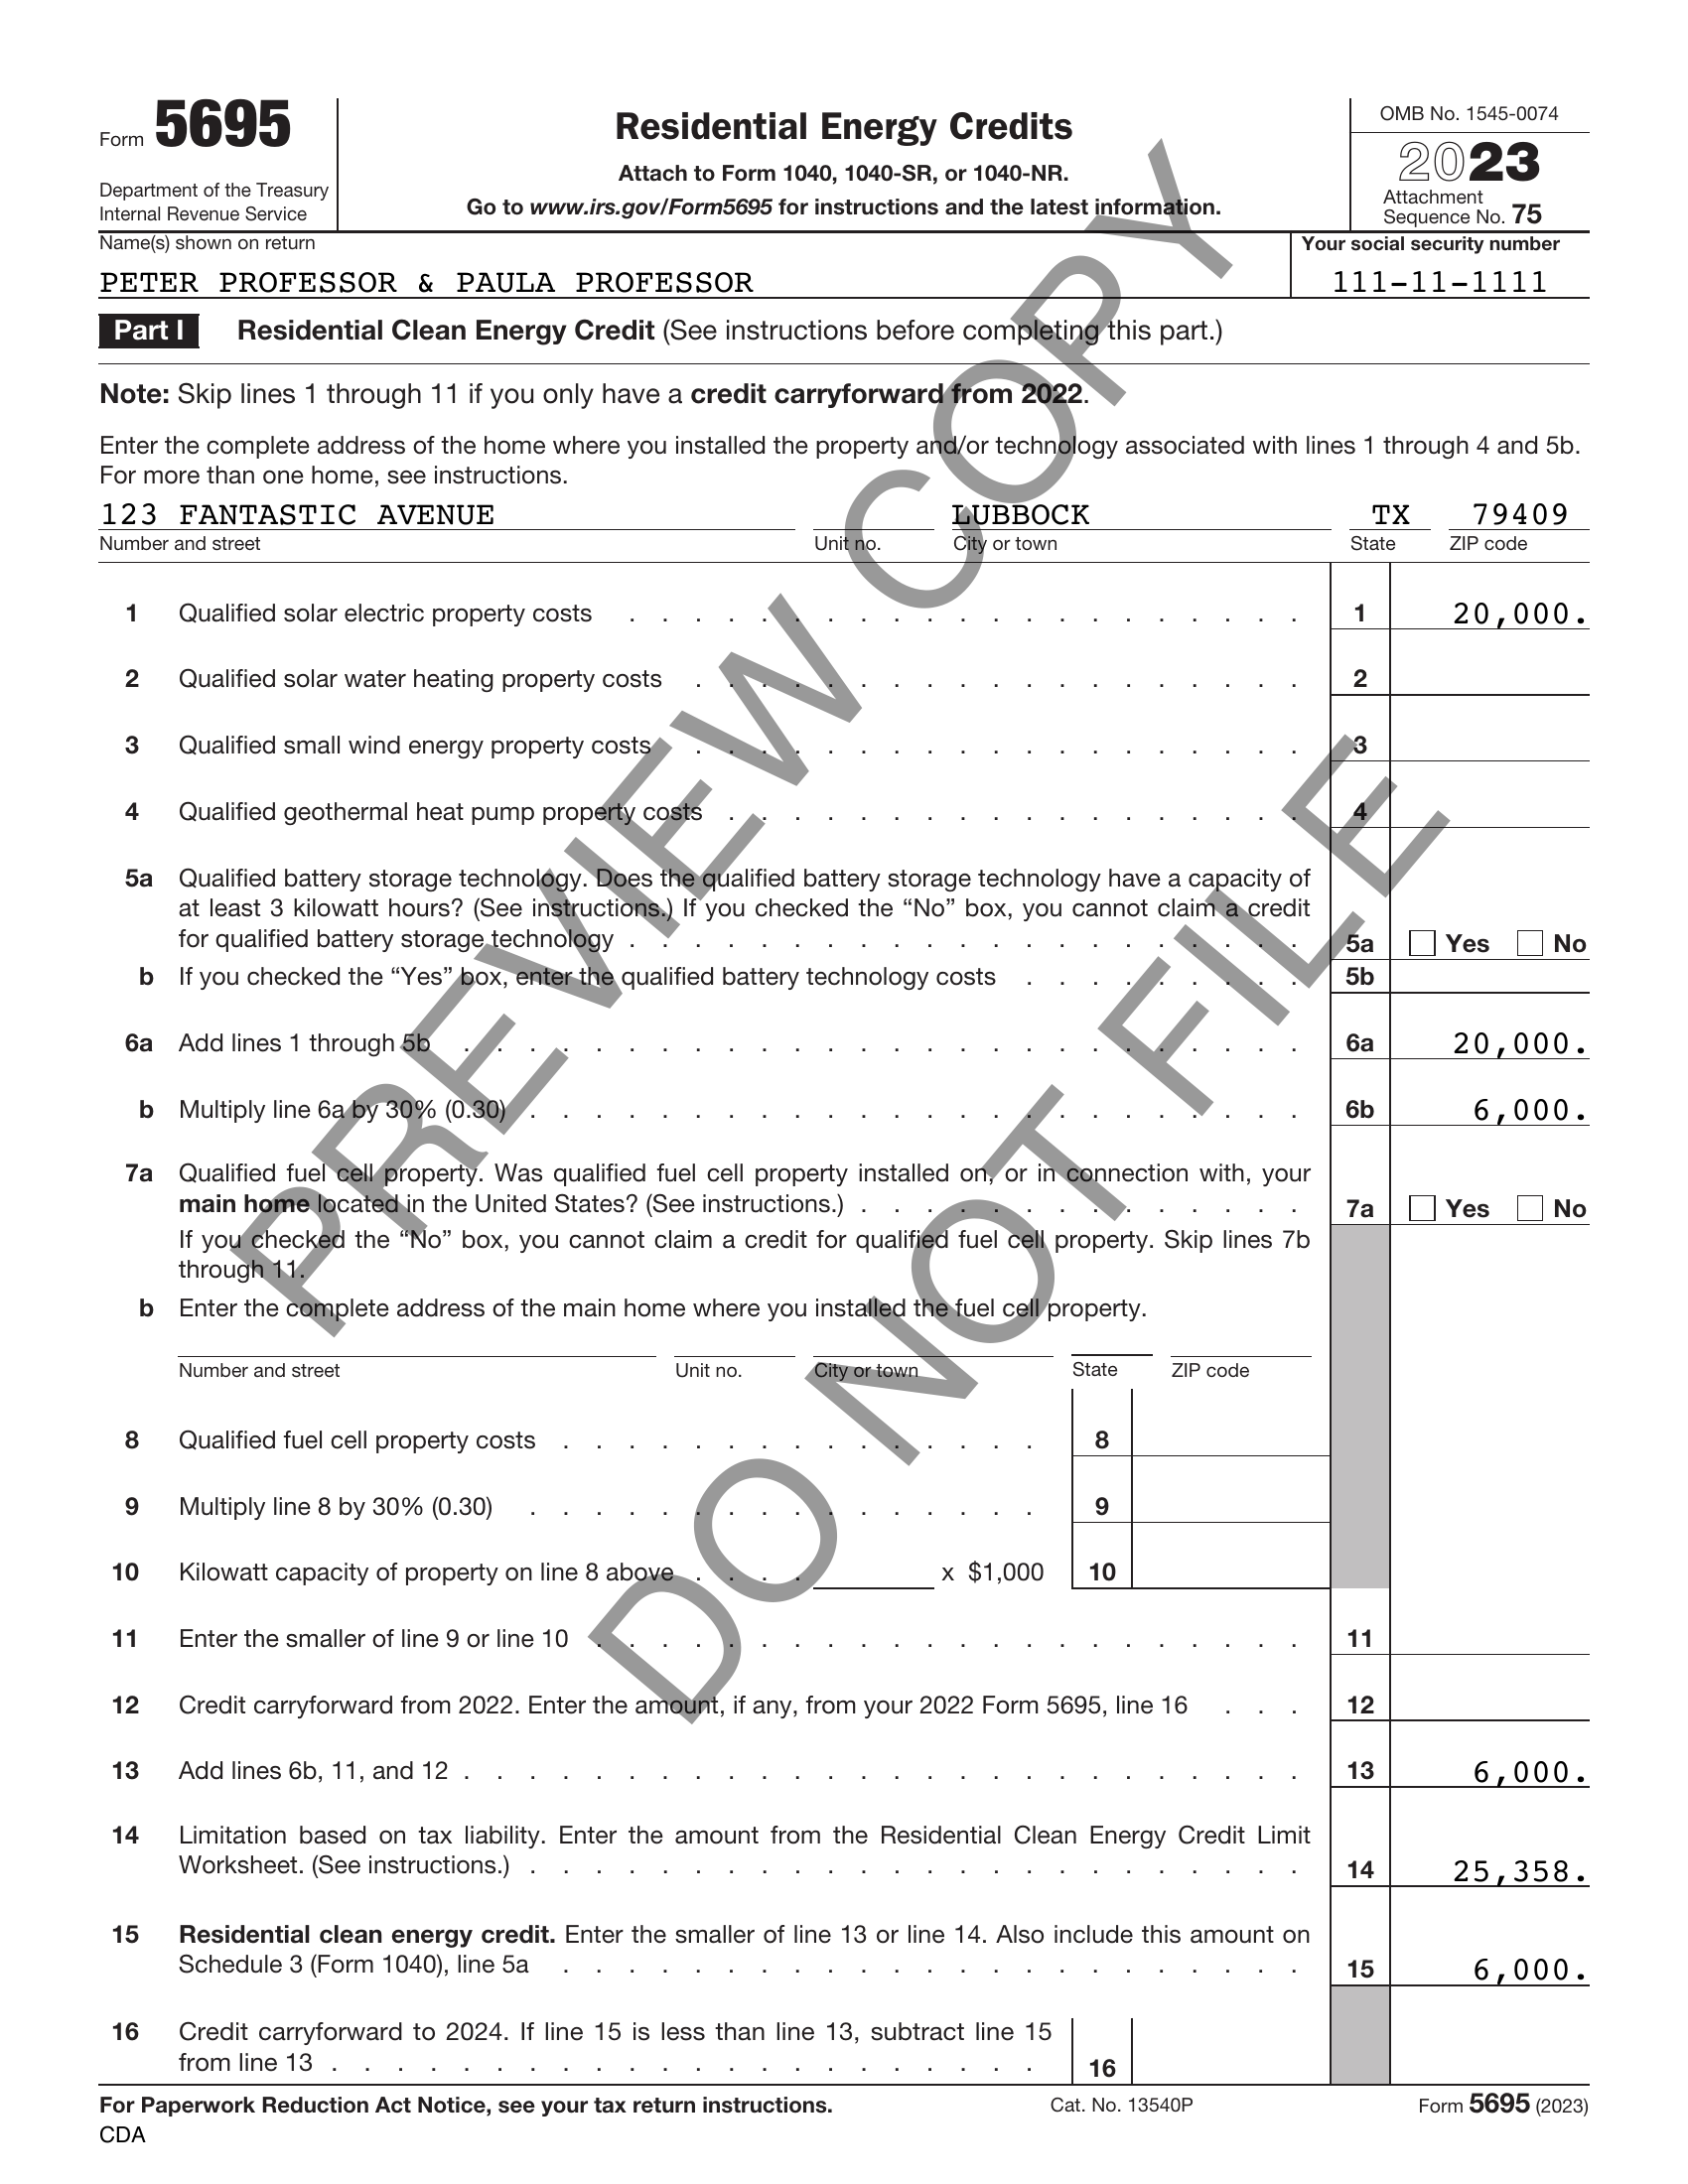 Form 5695
Department of the Treasury
Internal Revenue Service
Residential Energy Credits
Attach to Form 1040, 1040-SR, or 1040-NR.
Go to www.irs.gov/Form5695 for instructions and the latest information.
OMB No. 1545-0074
2023
Attachment
Sequence No. 75
Name(s) shown on return
Your social security number
PETER PROFESSOR & PAULA PROFESSOR
111-11-1111
Part I Residential Clean Energy Credit (See instructions before completing this part.)
Note: Skip lines 1 through 11 if you only have a credit carryforward from 2022.
Enter the complete address of the home where you installed the property and/or technology associated with lines 1 through 4 and 5b.
For more than one home, see instructions.
123 FANTASTIC AVENUE LUBBOCK TX 79409
Number and street Unit no. City or town State ZIP code
1 Qualified solar electric property costs . . . . . . . . . . . . . . . . . . . . . 1 20,000.
2 Qualified solar water heating property costs . . . . . . . . . . . . . . . . . . . 2
3 Qualified small wind energy property costs . . . . . . . . . . . . . . . . . . . 3
4 Qualified geothermal heat pump property costs . . . . . . . . . . . . . . . . . . 4
5a Qualified battery storage technology. Does the qualified battery storage technology have a capacity of
at least 3 kilowatt hours? (See instructions.) If you checked the “No” box, you cannot claim a credit
for qualified battery storage technology . . . . . . . . . . . . . . . . . . . . . 5a Yes No
b If you checked the “Yes” box, enter the qualified battery technology costs . . . . . . . . . 5b
6a Add lines 1 through 5b . . . . . . . . . . . . . . . . . . . . . . . . . . 6a 20,000.
b Multiply line 6a by 30% (0.30) . . . . . . . . . . . . . . . . . . . . . . . . 6b 6,000.
7a Qualified fuel cell property. Was qualified fuel cell property installed on, or in connection with, your
main home located in the United States? (See instructions.) . . . . . . . . . . . . . . 7a Yes No
If you checked the “No” box, you cannot claim a credit for qualified fuel cell property. Skip lines 7b
through 11.
b Enter the complete address of the main home where you installed the fuel cell property.
Number and street Unit no. City or town State ZIP code
8 Qualified fuel cell property costs . . . . . . . . . . . . . . . 8
9 Multiply line 8 by 30% (0.30) . . . . . . . . . . . . . . . . 9
10 Kilowatt capacity of property on line 8 above . . . . x $1,000 10
11 Enter the smaller of line 9 or line 10 . . . . . . . . . . . . . . . . . . . . . . 11
12 Credit carryforward from 2022. Enter the amount, if any, from your 2022 Form 5695, line 16 . . . 12
13 Add lines 6b, 11, and 12 . . . . . . . . . . . . . . . . . . . . . . . . . . 13 6,000.
14 Limitation based on tax liability. Enter the amount from the Residential Clean Energy Credit Limit
Worksheet. (See instructions.) . . . . . . . . . . . . . . . . . . . . . . . . 14 25,358.
15 Residential clean energy credit. Enter the smaller of line 13 or line 14. Also include this amount on
Schedule 3 (Form 1040), line 5a . . . . . . . . . . . . . . . . . . . . . . . 15 6,000.
16 Credit carryforward to 2024. If line 15 is less than line 13, subtract line 15
from line 13 . . . . . . . . . . . . . . . . . . . . . . 16
For Paperwork Reduction Act Notice, see your tax return instructions. Cat. No. 13540P Form 5695 (2023)
CDA
PREVIEW COPY
DO NOT FILE